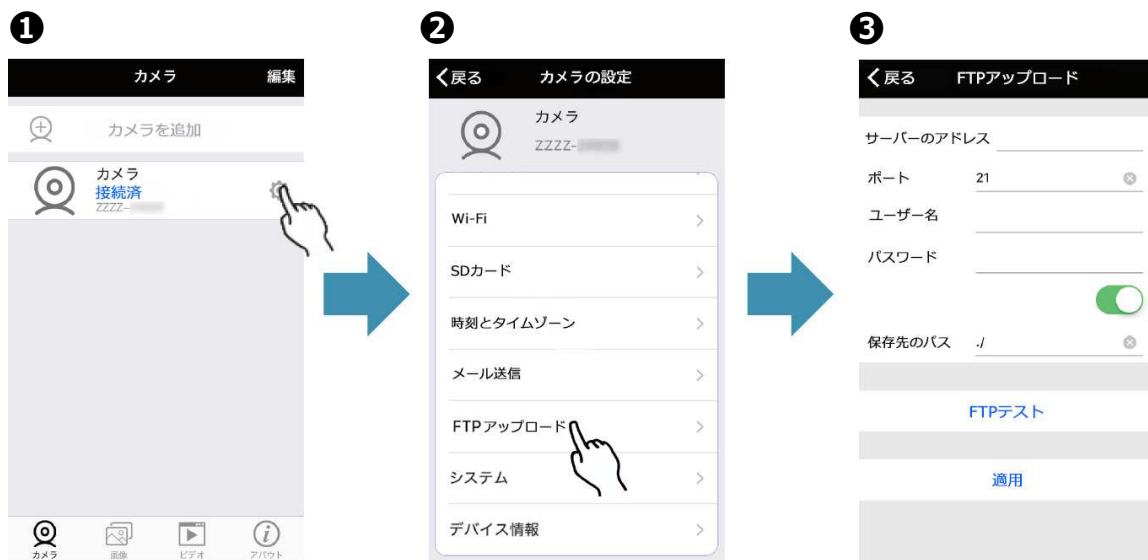 ❶
カメラ 編集
カメラを追加
カメラ
接続済
ZZZZ-
カメラ
画像
ビデオ
アバウト
❷
戻る カメラの設定
カメラ
ZZZZ-
Wi-Fi
SDカード
時刻とタイムゾーン
メール送信
FTPアップロード
システム
デバイス情報
❸
戻る FTPアップロード
サーバーのアドレス
ポート 21
ユーザー名
パスワード
保存先のパス ./
FTPテスト
適用